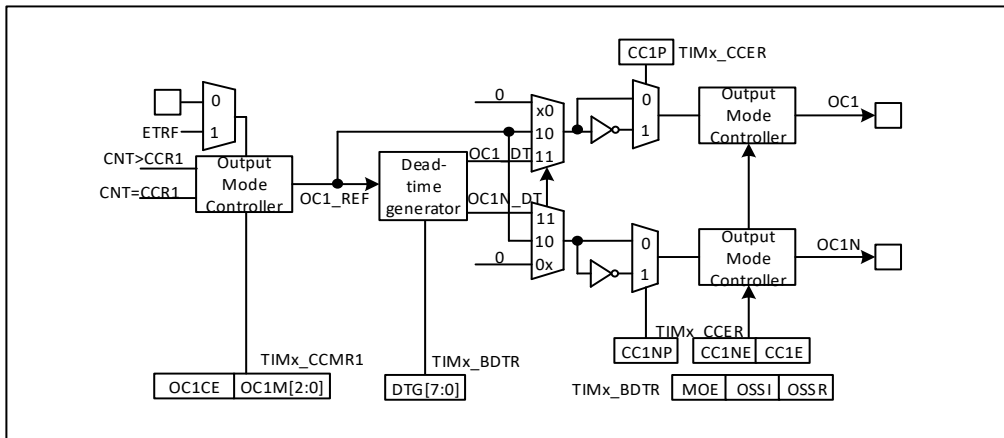 CC1P TIMx_CCER
0
ETRF 1
CNT>CCR1
CNT=CCR1
Output
Mode
Controller
OC1_REF
Dead-
time
generator
OC1_DT
OC1N_DT
0
x0
10
11
11
10
0x
0
0
1
Output
Mode
Controller
OC1
0
1
Output
Mode
Controller
OC1N
TIMx_CCER
CC1NP CC1NE CC1E
TIMx_CCMR1
OC1CE OC1M[2:0]
TIMx_BDTR
DTG[7:0]
TIMx_BDTR MOE OSSI OSSR